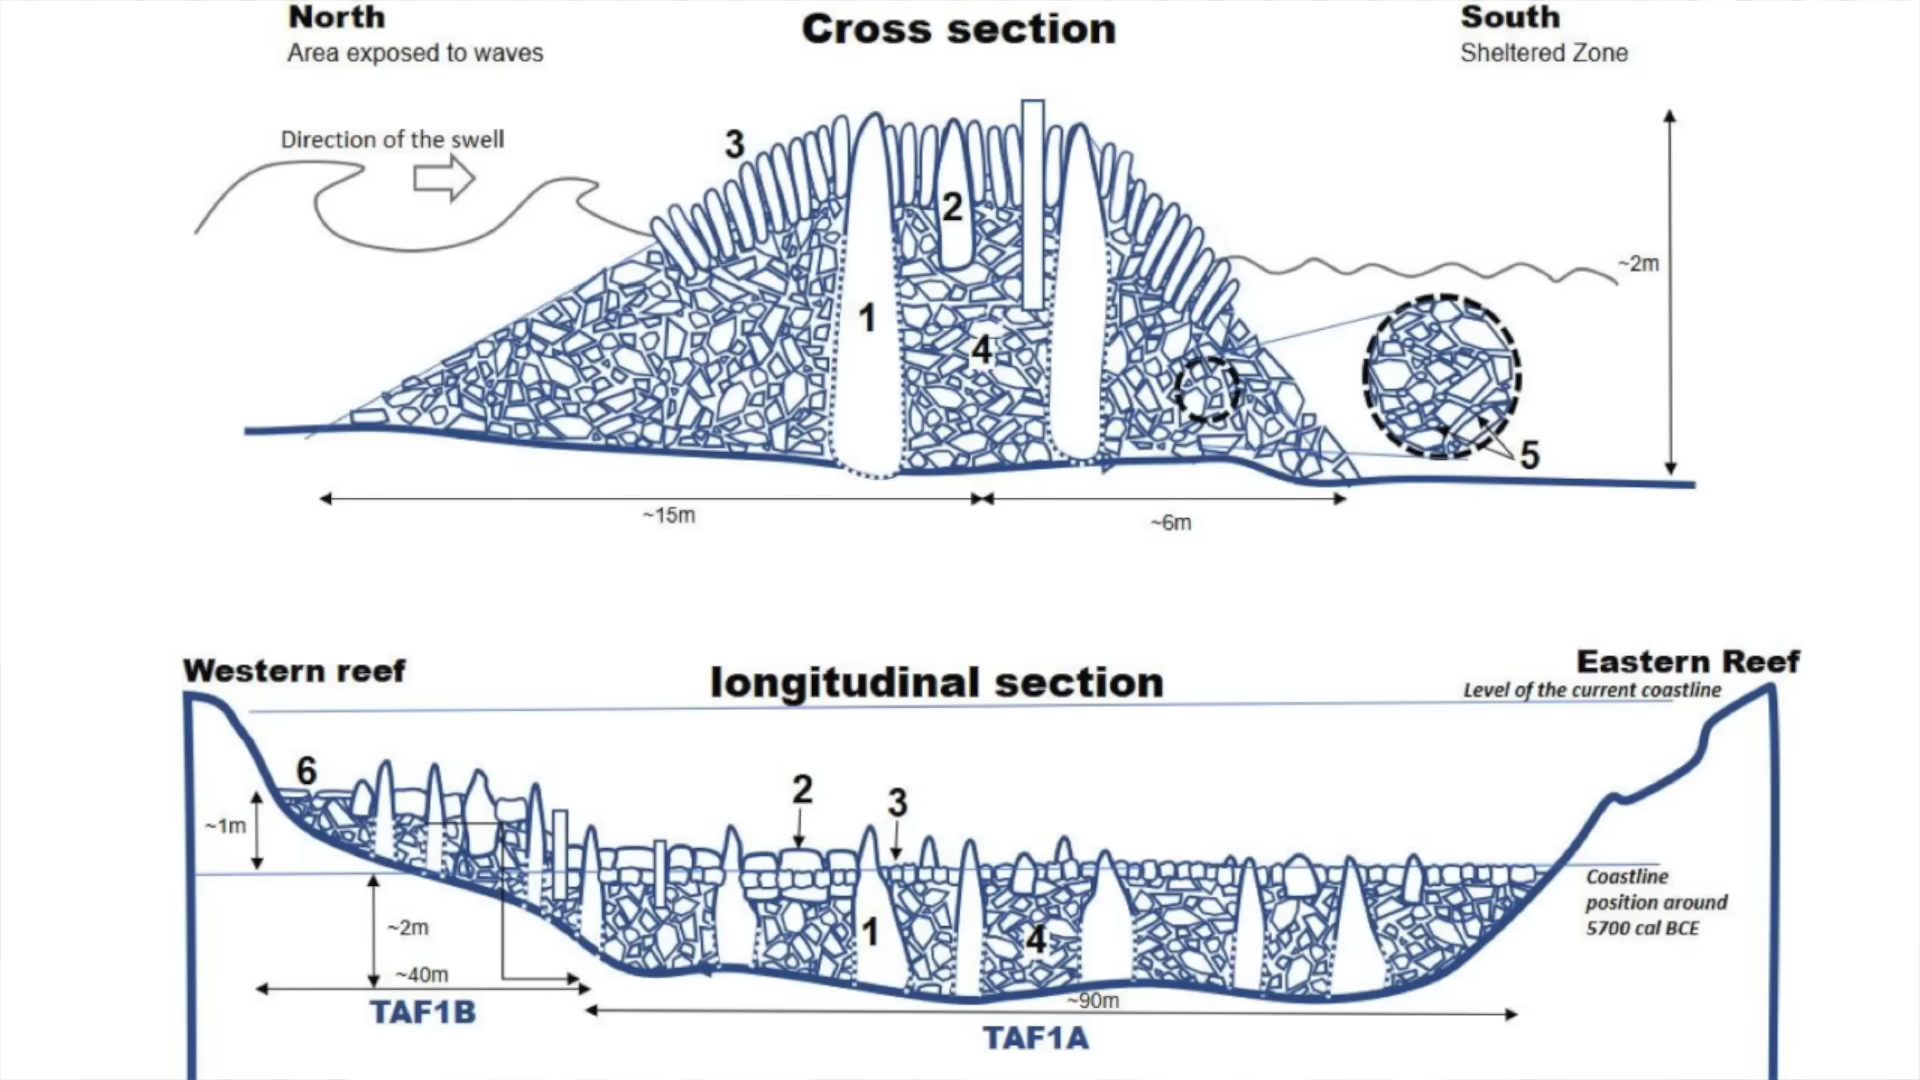 North
Area exposed to waves
Cross section
South
Sheltered Zone
Direction of the swell
3
2
1
4
~2m
5
~15m
~6m
Western reef
longitudinal section
Eastern Reef
Level of the current coastline
6
2
3
~1m
1
4
Coastline
position around
5700 cal BCE
~2m
~40m
~90m
TAF1B
TAF1A